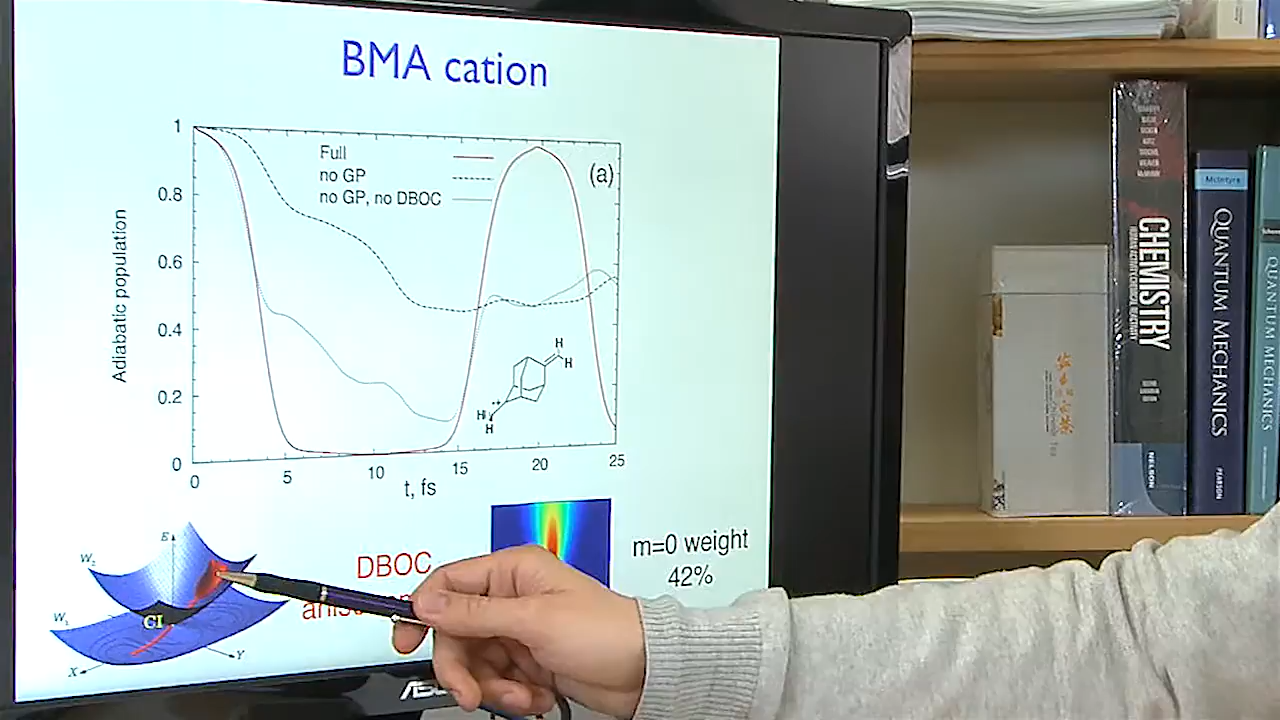 BMA cation
1
0.8
0.6
0.4
0.2
0
Adiabatic population
Full
no GP
no GP, no DBOC
(a)
H
H
H
H
0
5
10
15
20
25
t, fs
E
W₂
W₁
CI
X
Y
DBOC
m=0 weight
42%
CHEMISTRY
NELSON
McIntyre
QUANTUM MECHANICS
PEARSON
QUANTUM MECHANICS